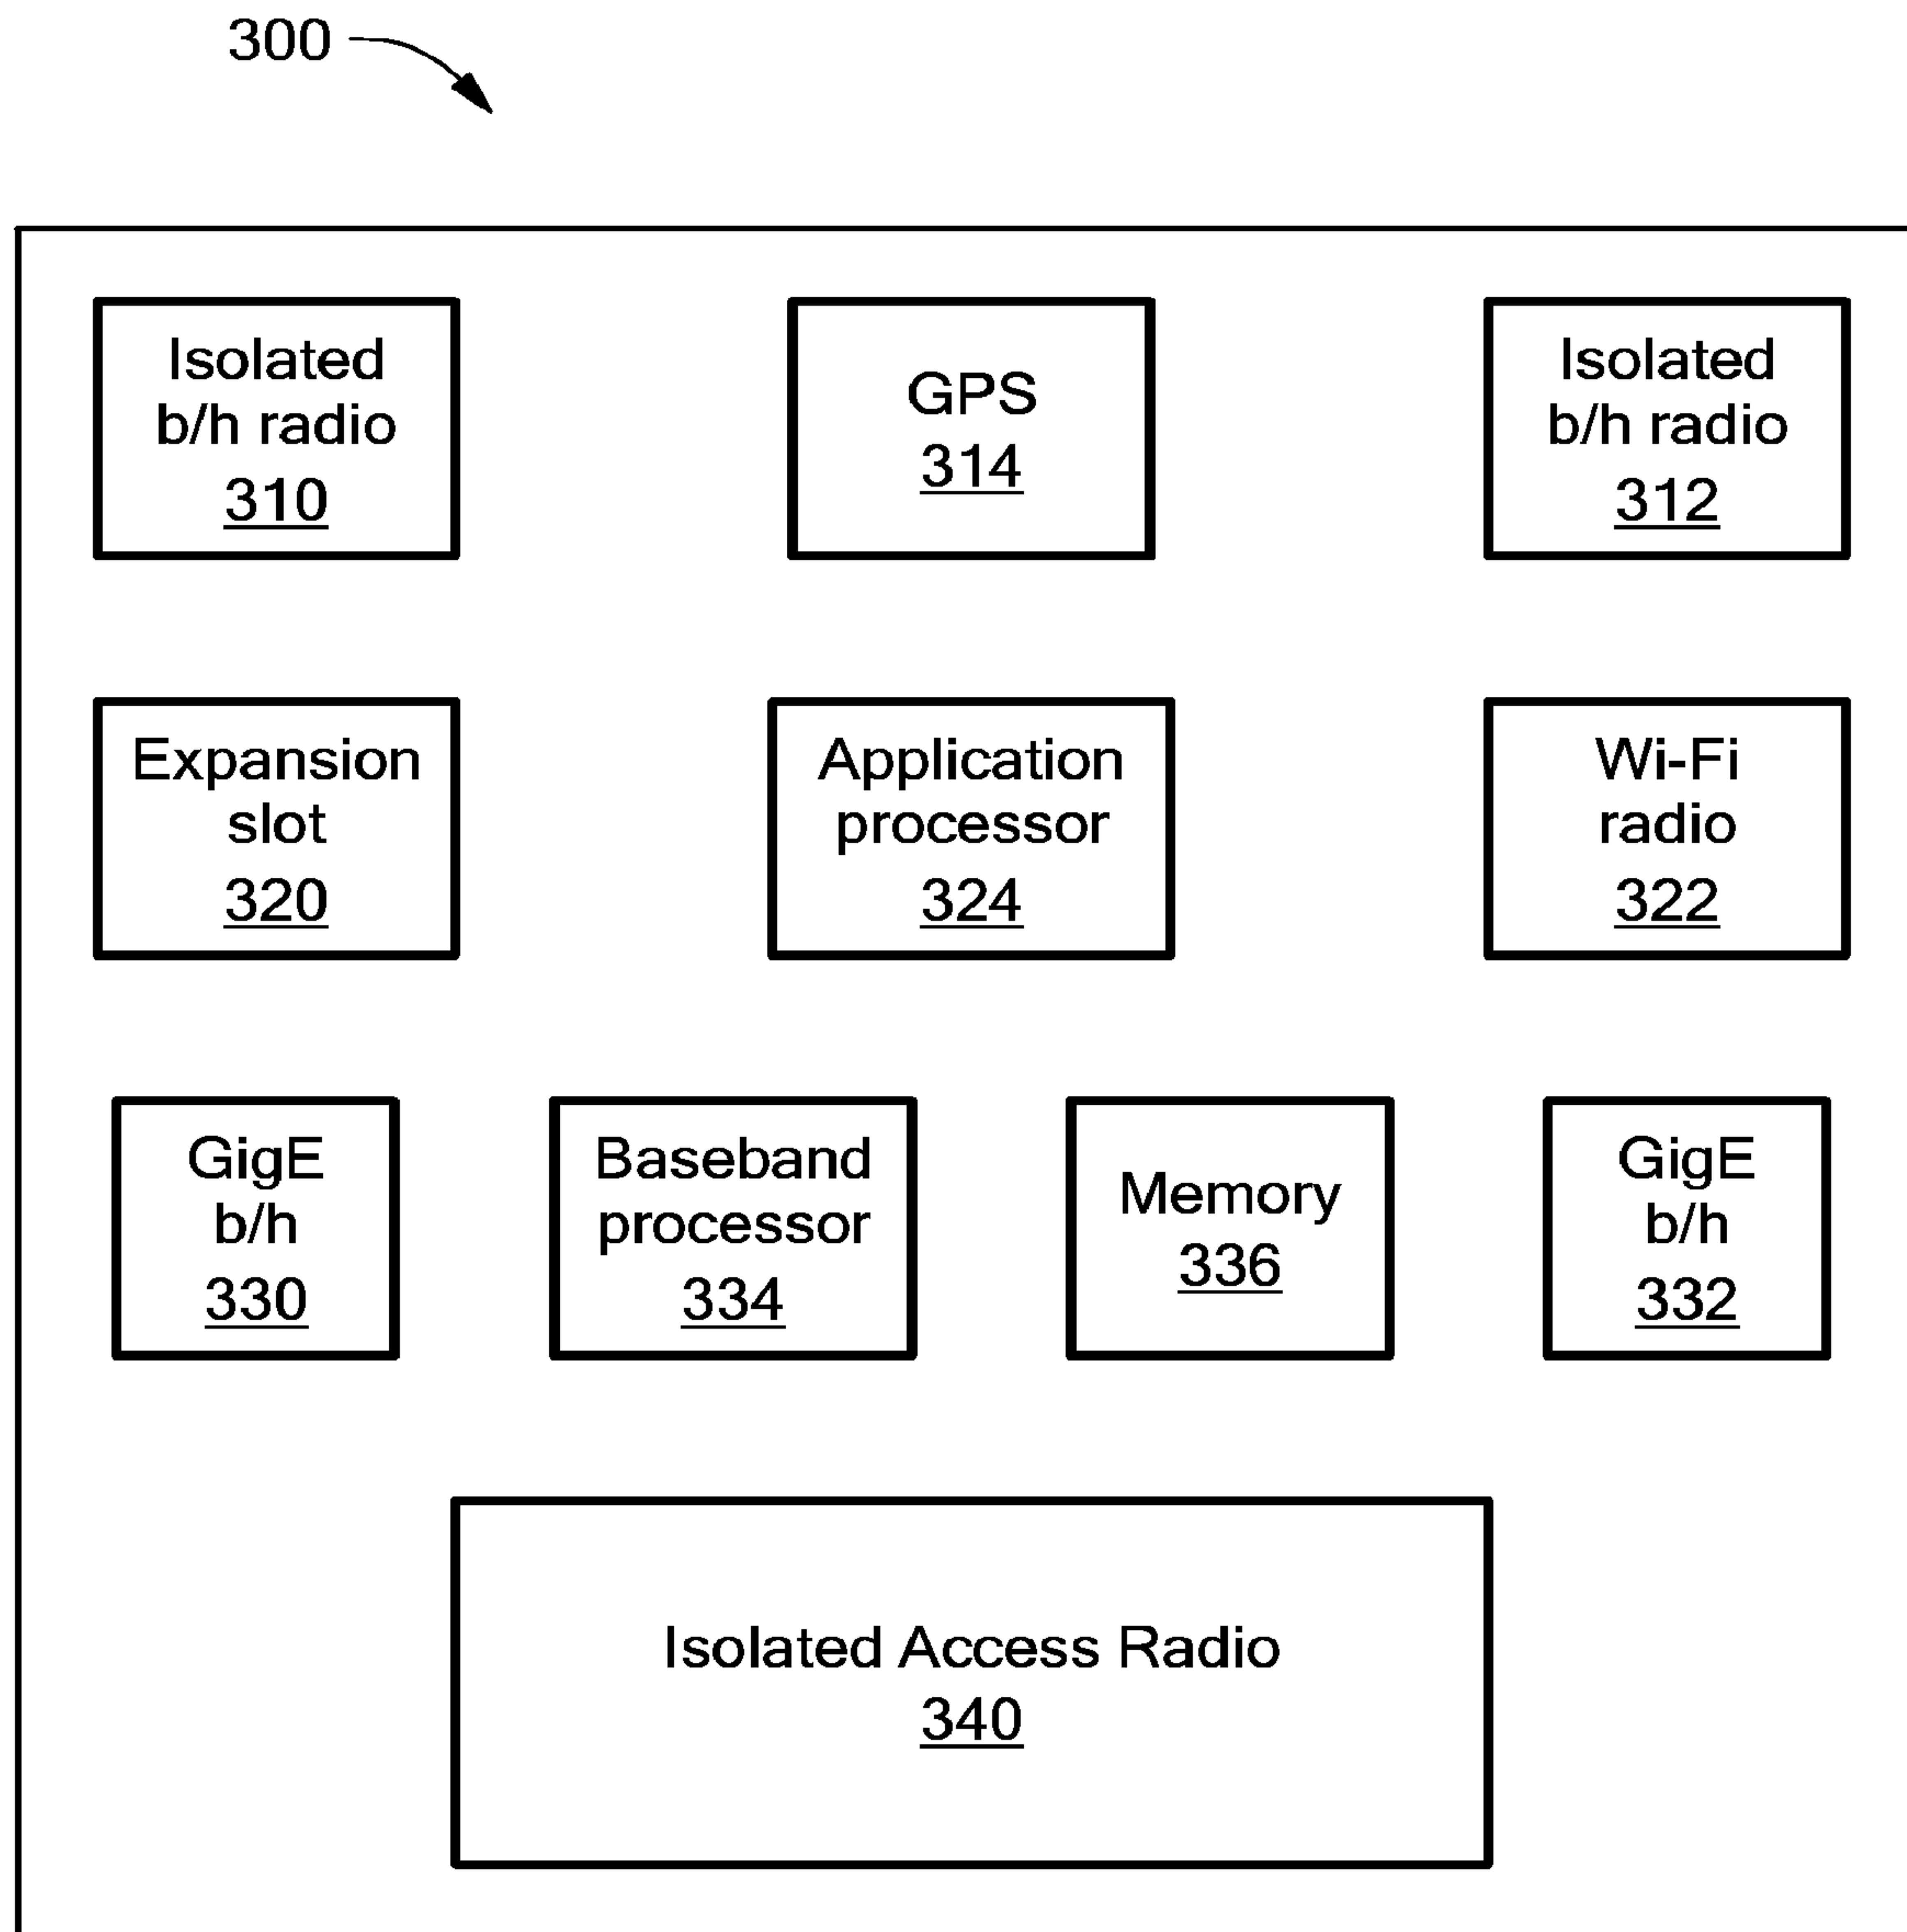 300
Isolated
b/h radio
310
GPS
314
Isolated
b/h radio
312
Expansion
slot
320
Application
processor
324
Wi-Fi
radio
322
GigE
b/h
330
Baseband
processor
334
Memory
336
GigE
b/h
332
Isolated Access Radio
340